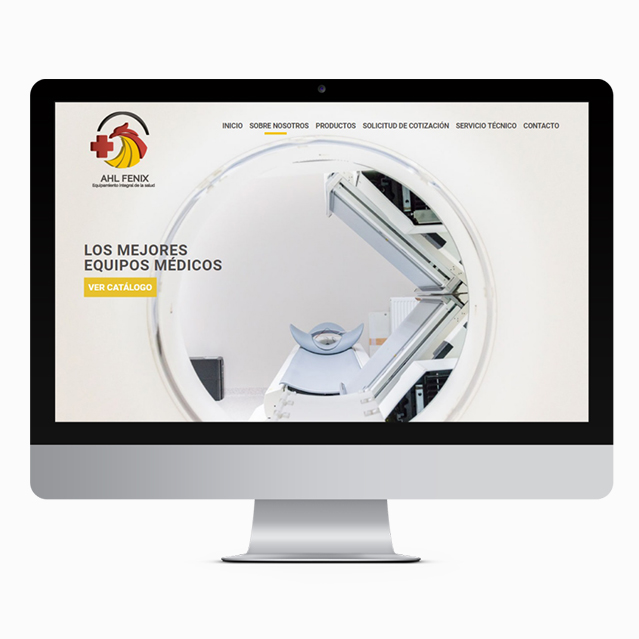 INICIO SOBRE NOSOTROS PRODUCTOS SOLICITUD DE COTIZACIÓN SERVICIO TÉCNICO CONTACTO
AHL FENIX
Equipamiento integral de la salud
LOS MEJORES
EQUIPOS MÉDICOS
VER CATÁLOGO